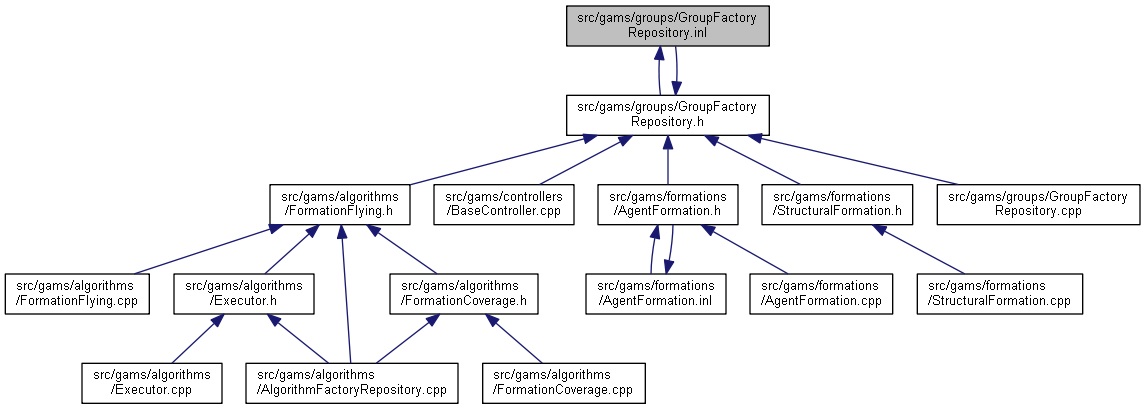 src/gams/groups/GroupFactory
Repository.inl
src/gams/groups/GroupFactory
Repository.h
src/gams/algorithms
/FormationFlying.h
src/gams/controllers
/BaseController.cpp
src/gams/formations
/AgentFormation.h
src/gams/formations
/StructuralFormation.h
src/gams/groups/GroupFactory
Repository.cpp
src/gams/algorithms
/FormationFlying.cpp
src/gams/algorithms
/Executor.h
src/gams/algorithms
/FormationCoverage.h
src/gams/formations
/AgentFormation.inl
src/gams/formations
/AgentFormation.cpp
src/gams/formations
/StructuralFormation.cpp
src/gams/algorithms
/Executor.cpp
src/gams/algorithms
/AlgorithmFactoryRepository.cpp
src/gams/algorithms
/FormationCoverage.cpp